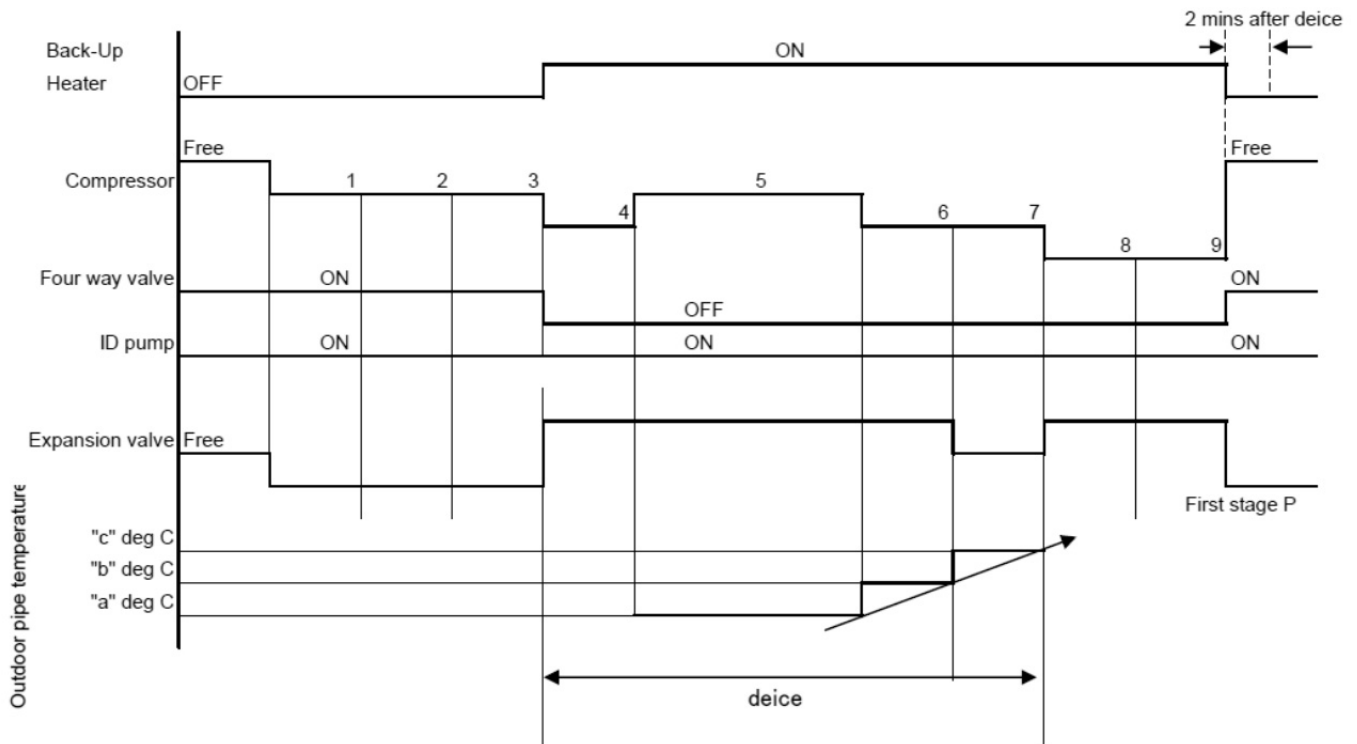 2 mins after deice
Back-Up
Heater
OFF
ON
Compressor
Free
1
2
3
4
5
6
7
8
9
Free
Four way valve
ON
OFF
ON
ID pump
ON
ON
ON
Expansion valve
Free
First stage P
Outdoor pipe temperature
"c" deg C
"b" deg C
"a" deg C
deice